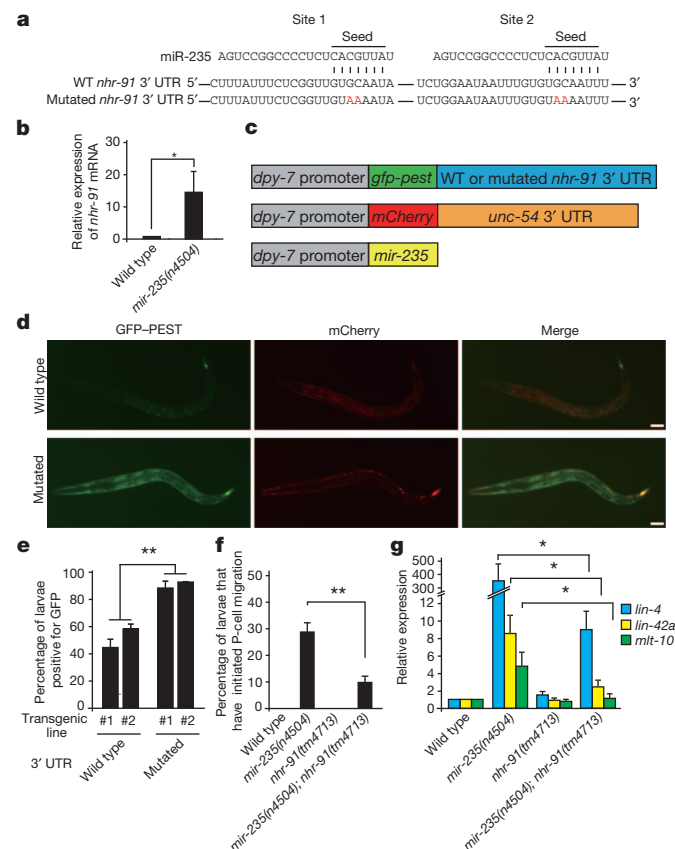 a
Site 1 Site 2
Seed Seed
miR-235 AGUCCGGCCCCUCUCACGUUAU AGUCCGGCCCCUCUCACGUUAU
WT nhr-91 3′ UTR 5′—CUUUAUUUCUCGGUUGUGCAAUA — UCUGGAAUAAUUUGUGUGCAAUUU — 3′
Mutated nhr-91 3′ UTR 5′—CUUUAUUUCUCGGUUGUAAAAUA — UCUGGAAUAAUUUGUGUAAAAUUU — 3′
b
Relative expression
of nhr-91 mRNA
30
20
10
0
*
Wild type
mir-235(n4504)
c
dpy-7 promoter gfp-pest WT or mutated nhr-91 3′ UTR
dpy-7 promoter mCherry unc-54 3′ UTR
dpy-7 promoter mir-235
d
GFP–PEST mCherry Merge
Wild type
Mutated
e
Percentage of larvae
positive for GFP
100
80
60
40
20
0
**
Transgenic
line
#1 #2 #1 #2
3′ UTR
Wild type
Mutated
f
Percentage of larvae that
have initiated P-cell migration
50
40
30
20
10
0
**
Wild type
mir-235(n4504)
nhr-91(tm4713)
mir-235(n4504); nhr-91(tm4713)
g
Relative expression
500
400
300
12
10
8
6
4
2
0
*
*
*
lin-4
lin-42a
mlt-10
Wild type
mir-235(n4504)
nhr-91(tm4713)
mir-235(n4504); nhr-91(tm4713)